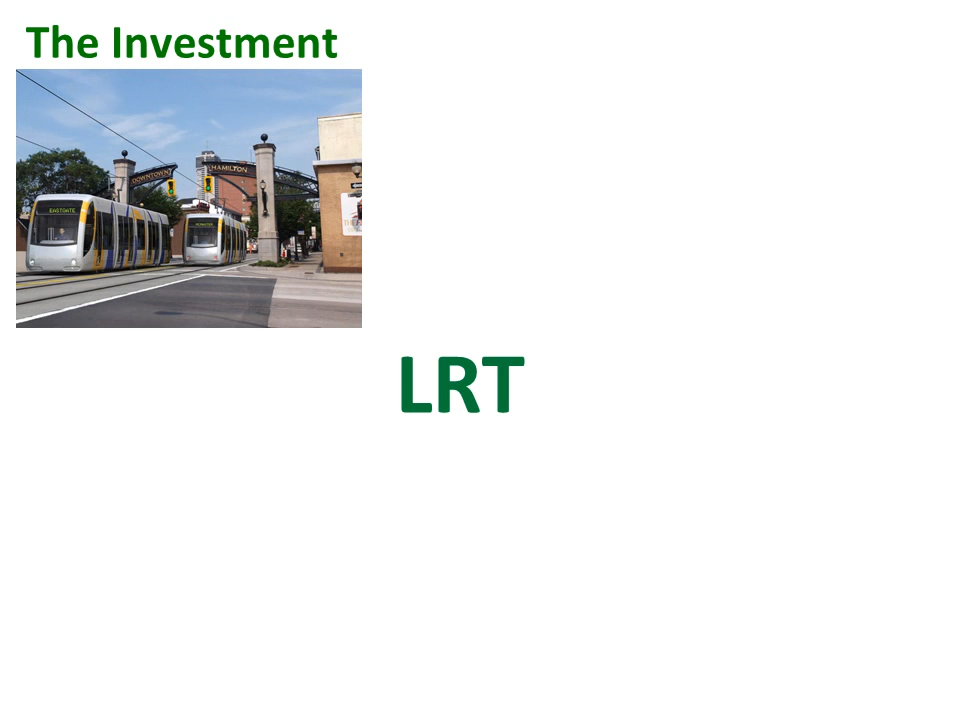 The Investment
DOWNTOWN
HAMILTON
EASTGATE
LRT